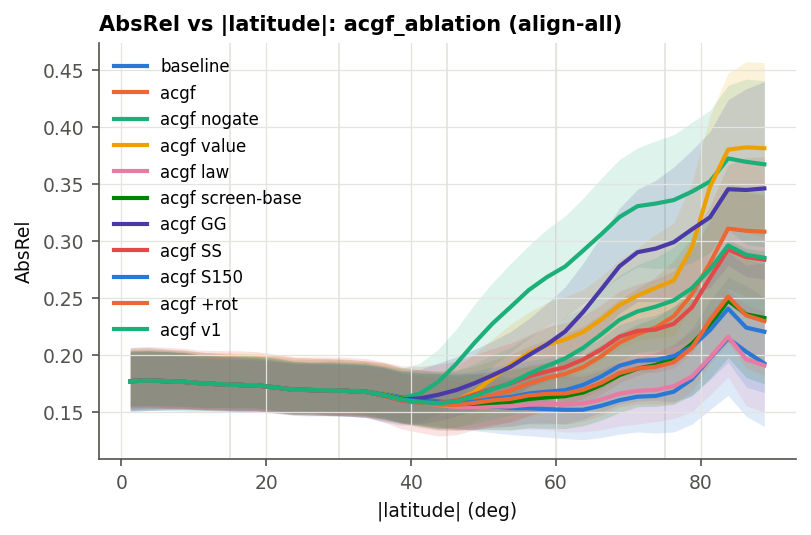 AbsRel vs |latitude|: acgf_ablation (align-all)
baseline
acgf
acgf nogate
acgf value
acgf law
acgf screen-base
acgf GG
acgf SS
acgf S150
acgf +rot
acgf v1
AbsRel
0.45
0.40
0.35
0.30
0.25
0.20
0.15
0
20
40
60
80
|latitude| (deg)